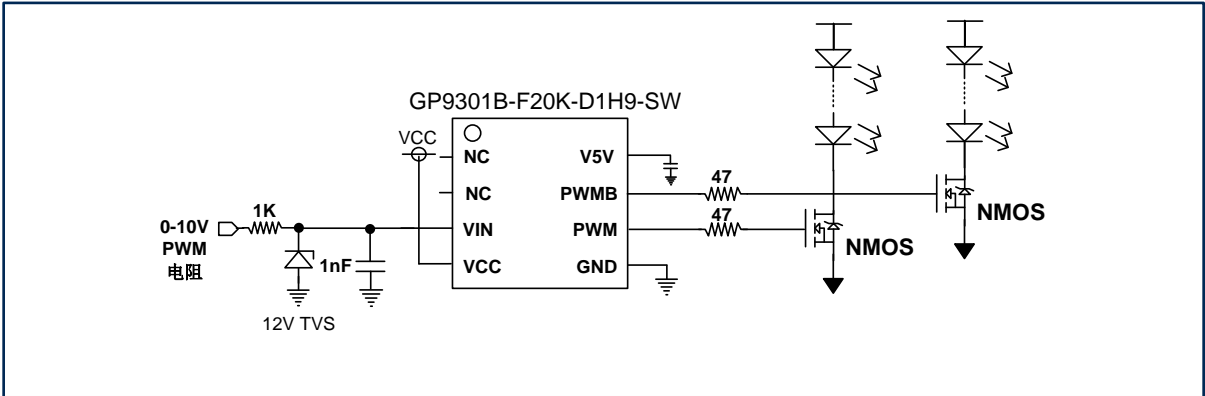 GP9301B-F20K-D1H9-SW
VCC
NC
V5V
NC
PWMB
47
NMOS
0-10V
PWM
电阻
1K
VIN
PWM
47
NMOS
1nF
VCC
GND
12V TVS